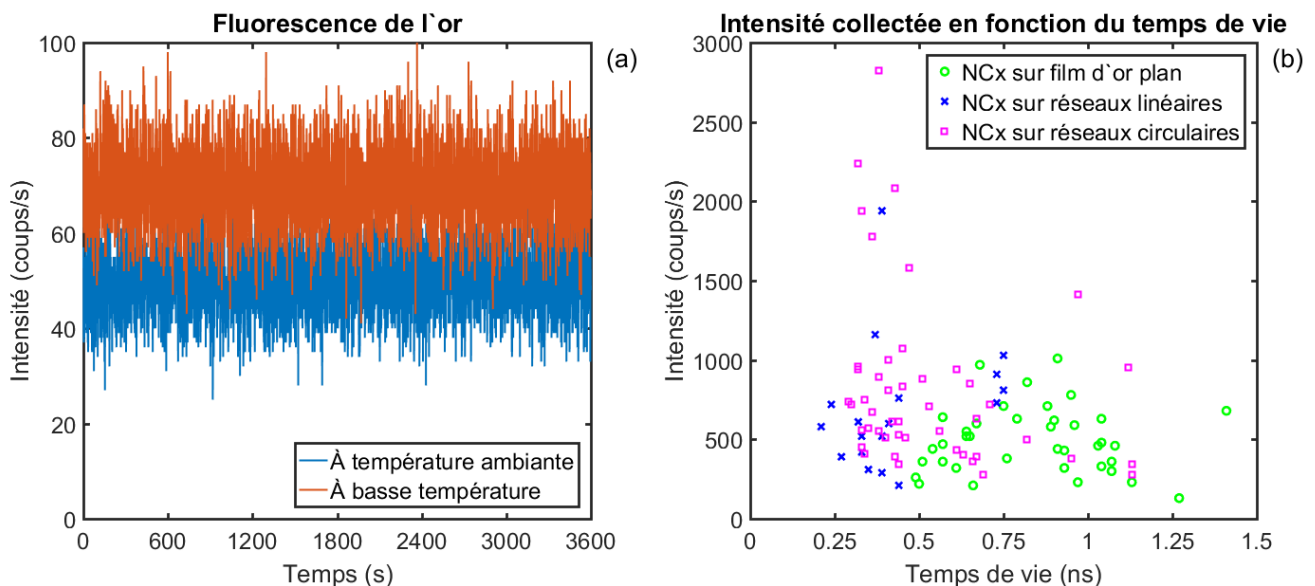 Fluorescence de l`or
(a)
Intensité (coups/s)
100
80
60
40
20
0
À température ambiante
À basse température
0 600 1200 1800 2400 3000 3600
Temps (s)
Intensité collectée en fonction du temps de vie
(b)
Intensité (coups/s)
3000
2500
2000
1500
1000
500
0
NCx sur film d`or plan
NCx sur réseaux linéaires
NCx sur réseaux circulaires
0 0.25 0.5 0.75 1 1.25 1.5
Temps de vie (ns)